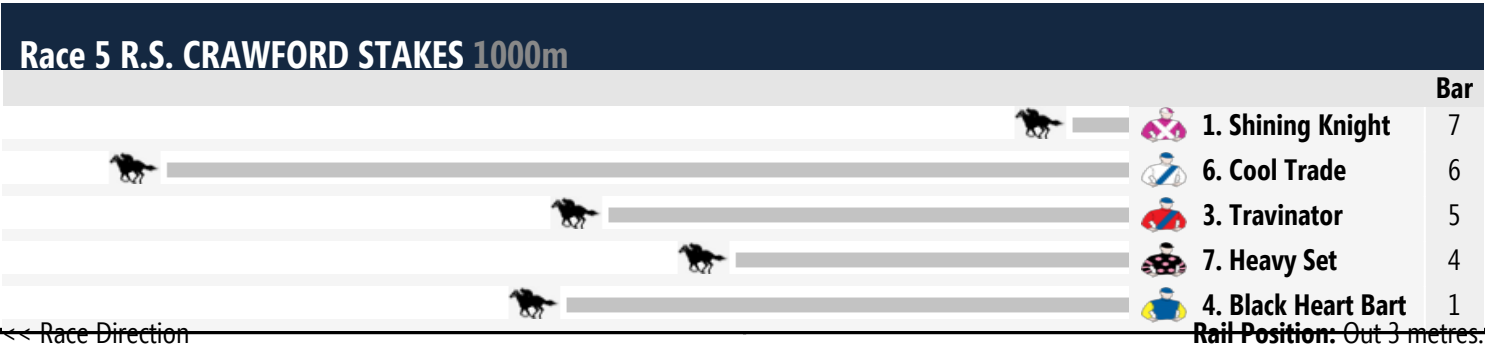 Race 5 R.S. CRAWFORD STAKES 1000m
Bar
1. Shining Knight 7
6. Cool Trade 6
3. Travinator 5
7. Heavy Set 4
4. Black Heart Bart 1
<<< Race Direction Rail Position: Out 3 metres.